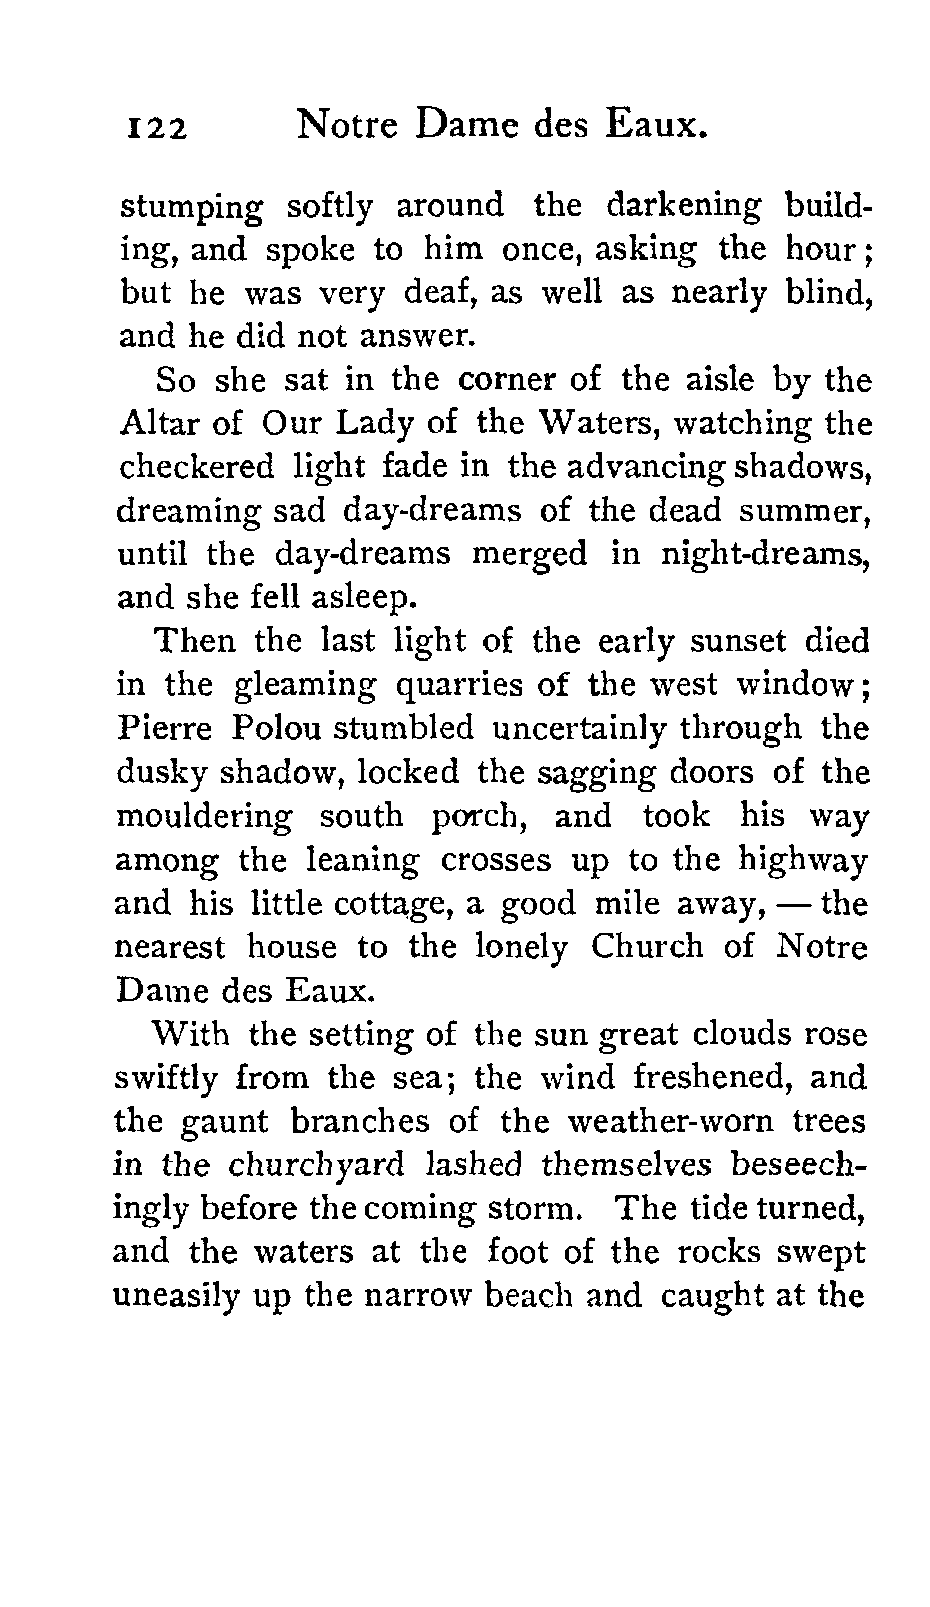 122 Notre Dame des Eaux.
stumping softly around the darkening build-
ing, and spoke to him once, asking the hour;
but he was very deaf, as well as nearly blind,
and he did not answer.
So she sat in the corner of the aisle by the
Altar of Our Lady of the Waters, watching the
checkered light fade in the advancing shadows,
dreaming sad day-dreams of the dead summer,
until the day-dreams merged in night-dreams,
and she fell asleep.
Then the last light of the early sunset died
in the gleaming quarries of the west window;
Pierre Polou stumbled uncertainly through the
dusky shadow, locked the sagging doors of the
mouldering south porch, and took his way
among the leaning crosses up to the highway
and his little cottage, a good mile away, — the
nearest house to the lonely Church of Notre
Dame des Eaux.
With the setting of the sun great clouds rose
swiftly from the sea; the wind freshened, and
the gaunt branches of the weather-worn trees
in the churchyard lashed themselves beseech-
ingly before the coming storm. The tide turned,
and the waters at the foot of the rocks swept
uneasily up the narrow beach and caught at the